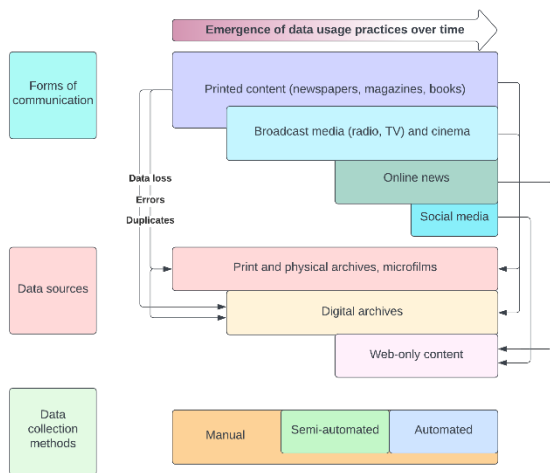 Emergence of data usage practices over time
Forms of
communication
Printed content (newspapers, magazines, books)
Broadcast media (radio, TV) and cinema
Data loss
Online news
Errors
Duplicates
Social media
Data sources
Print and physical archives, microfilms
Digital archives
Web-only content
Data
collection
methods
Manual
Semi-automated
Automated